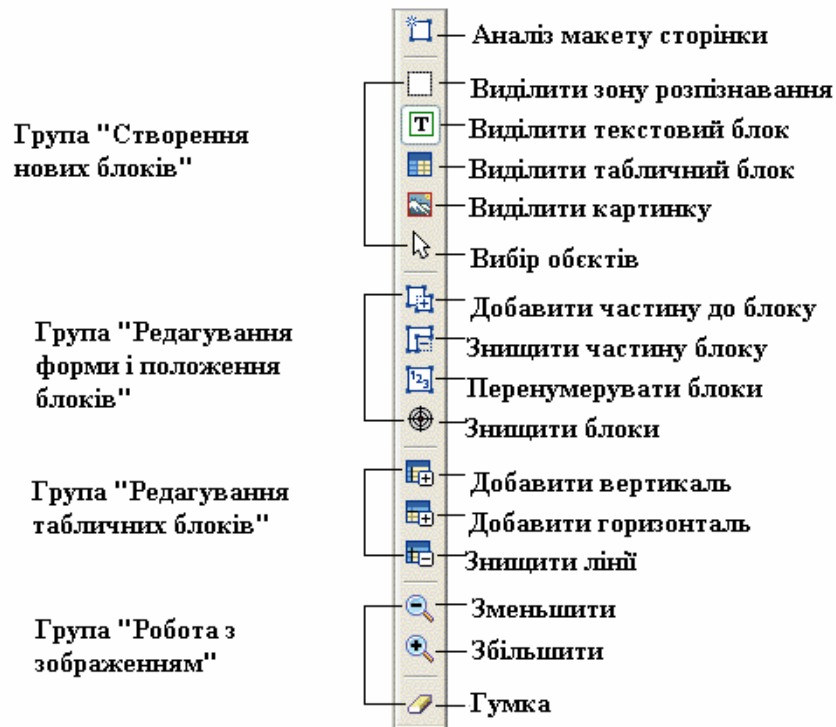 Аналіз макету сторінки
Група "Створення
нових блоків"
Виділити зону розпізнавання
T
Виділити текстовий блок
Виділити табличний блок
Виділити картинку
Вибір обєктів
Група "Редагування
форми і положення
блоків"
Добавити частину до блоку
Знищити частину блоку
123
Перенумерувати блоки
Знищити блоки
Група "Редагування
табличних блоків"
Добавити вертикаль
Добавити горизонталь
Знищити лінії
Група "Робота з
зображенням"
Зменьшити
Збільшити
Гумка